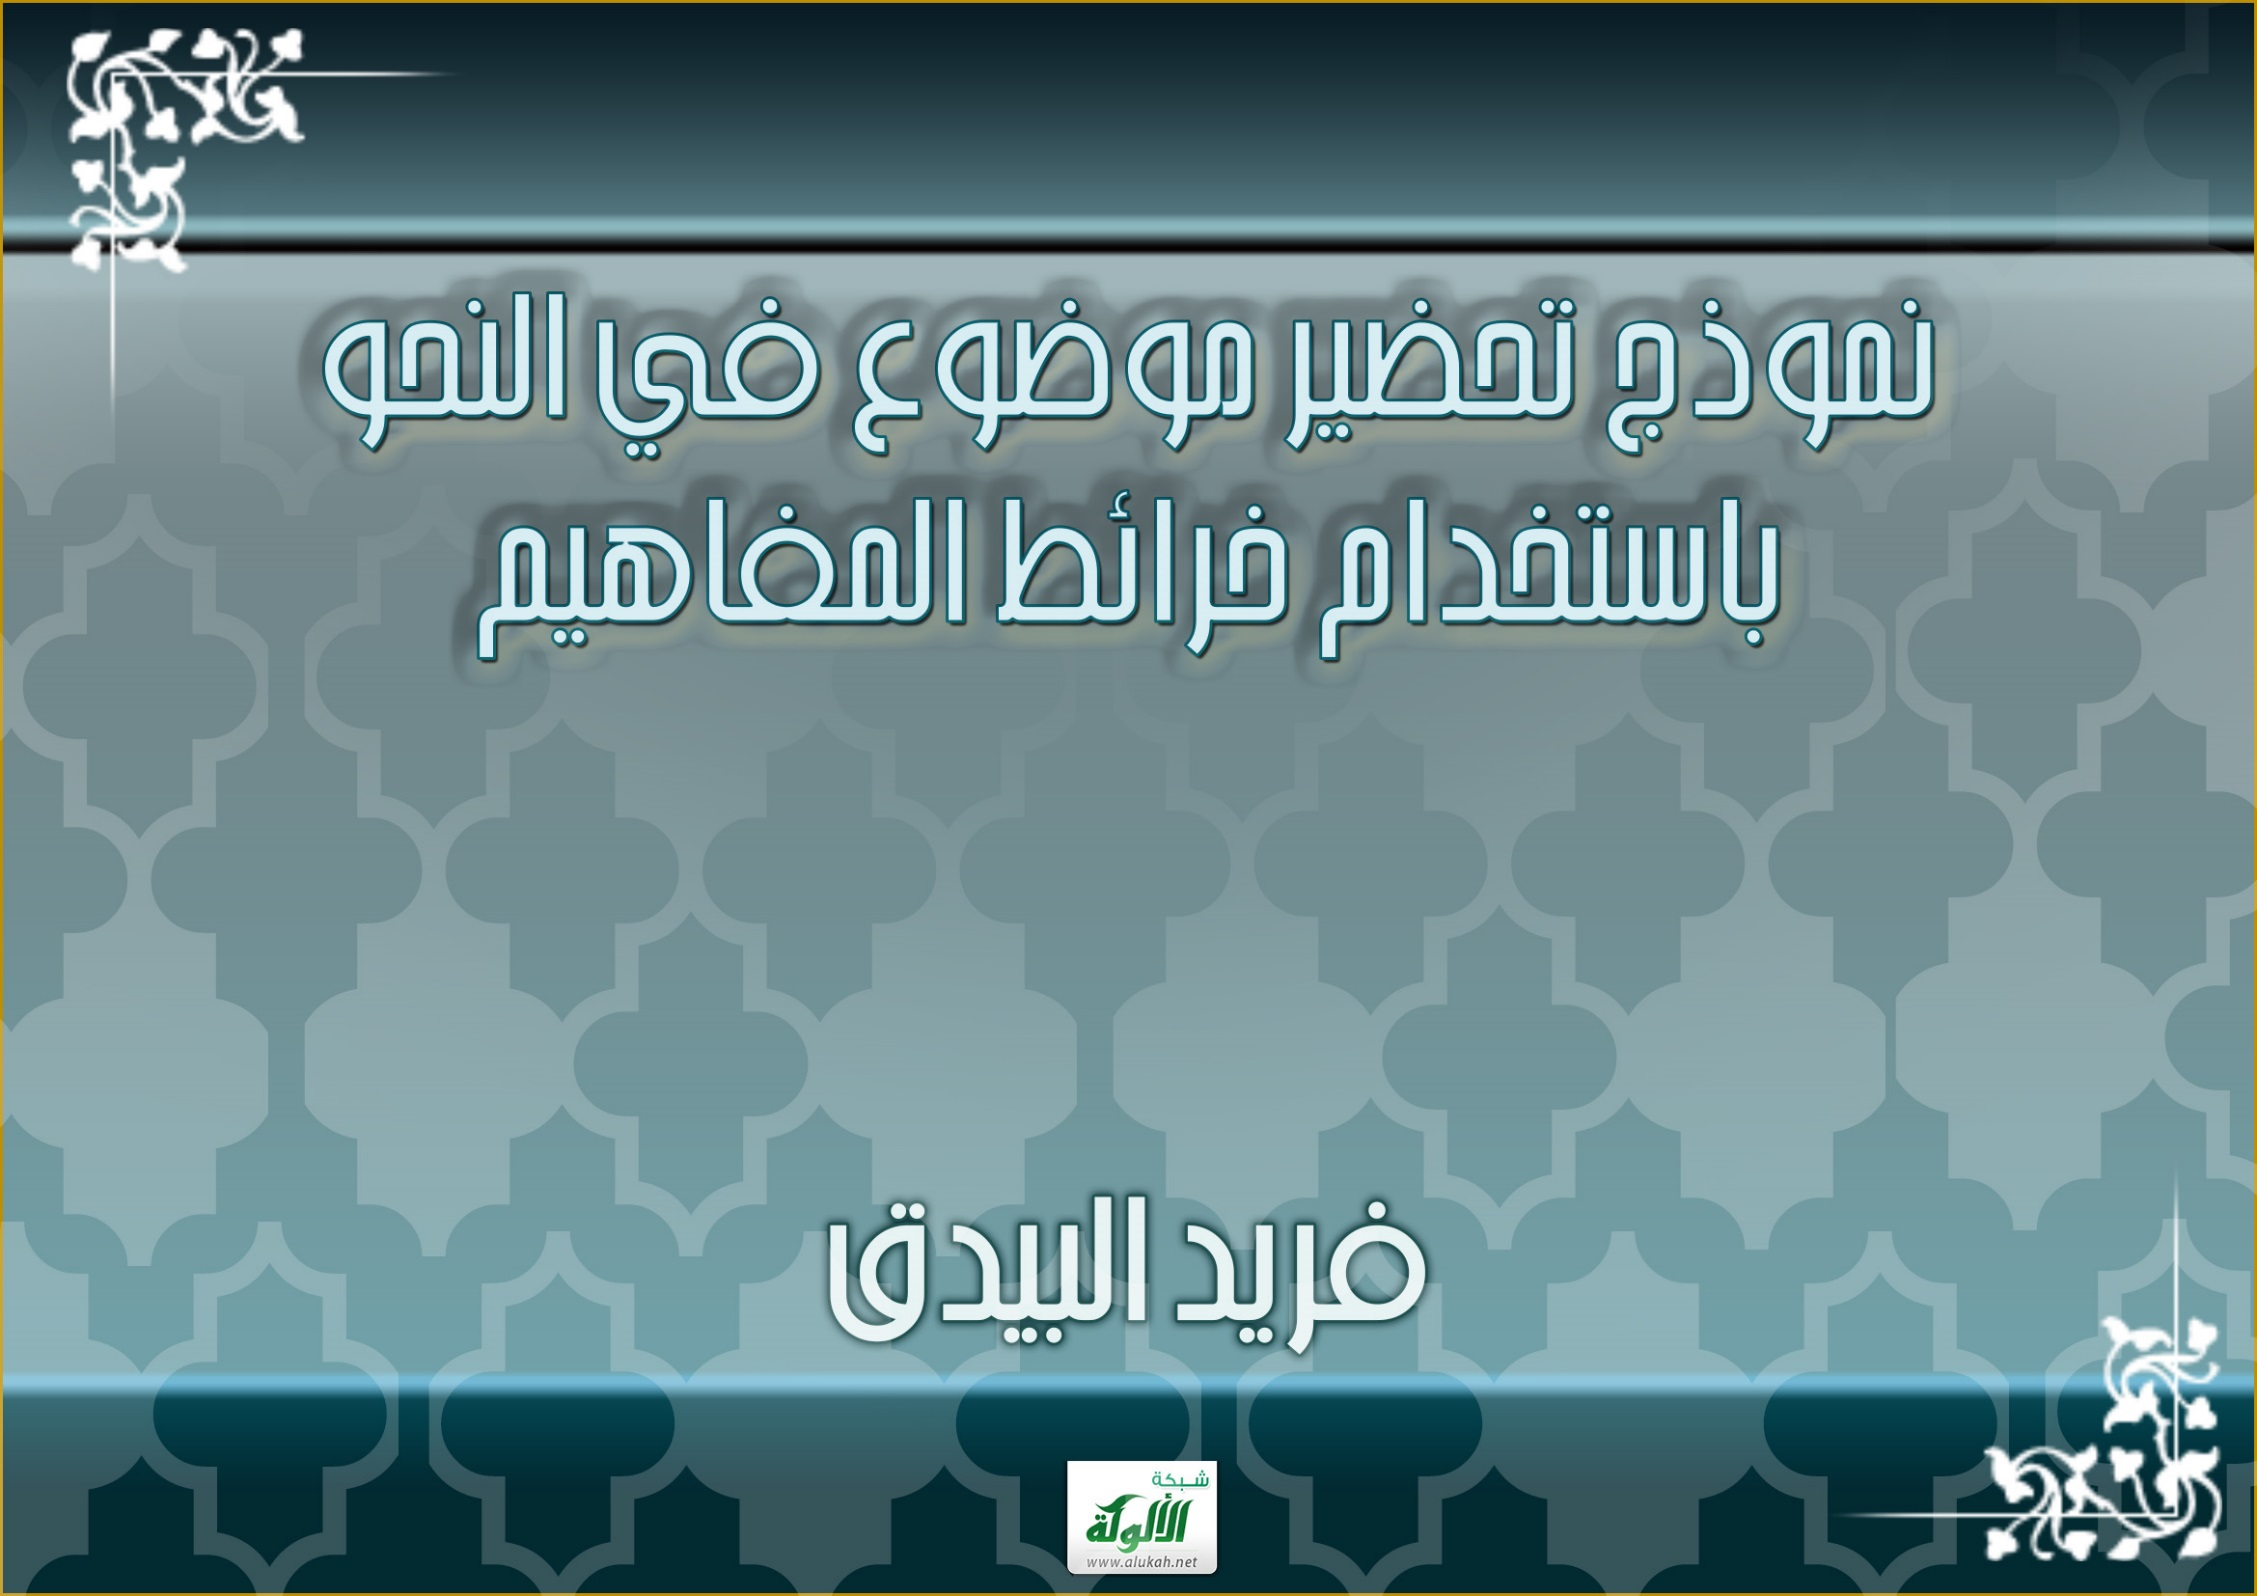 نموذج تحضير موضوع في النحو
باستخدام خرائط المفاهيم
فريد البيدق
شبكة
الألوكة
www.alukah.net